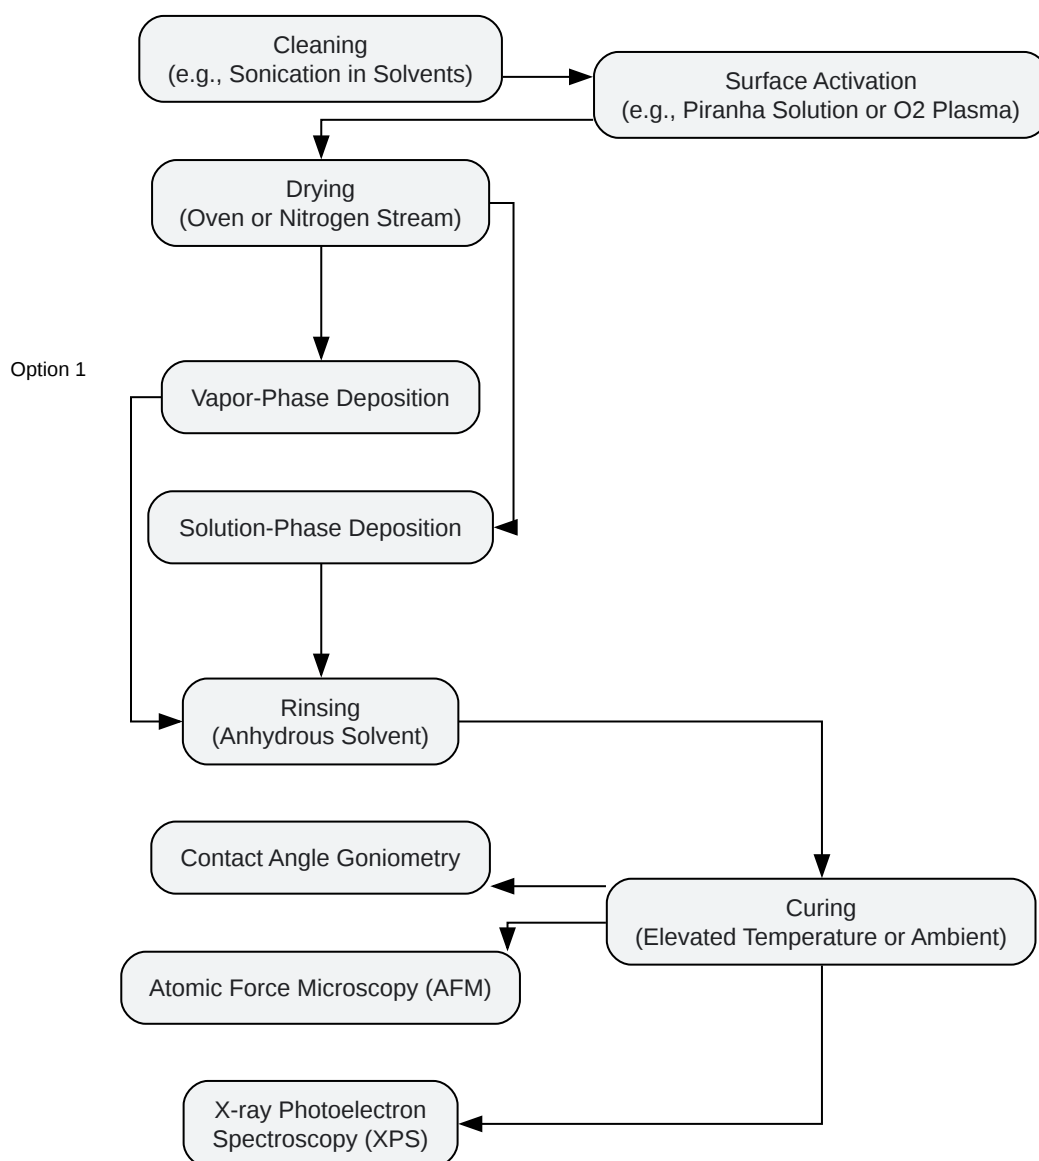 Cleaning
(e.g., Sonication in Solvents)
Surface Activation
(e.g., Piranha Solution or O2 Plasma)
Drying
(Oven or Nitrogen Stream)
Option 1
Vapor-Phase Deposition
Solution-Phase Deposition
Rinsing
(Anhydrous Solvent)
Contact Angle Goniometry
Curing
(Elevated Temperature or Ambient)
Atomic Force Microscopy (AFM)
X-ray Photoelectron
Spectroscopy (XPS)